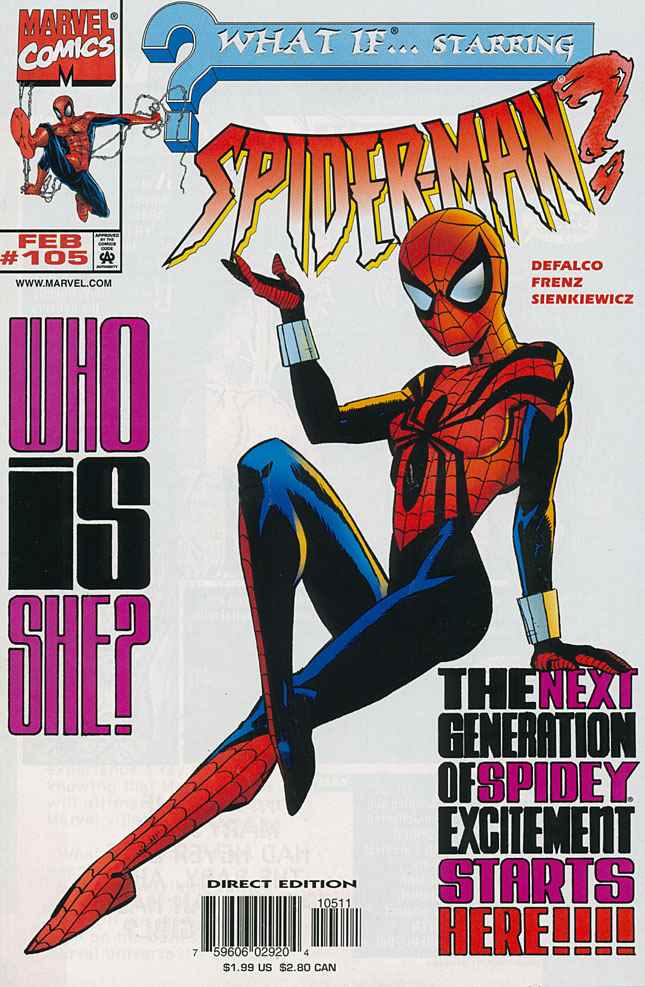 MARVEL®
COMICS
M
WHAT IF®... STARRING
SPIDER-MAN®?
FEB
#105
APPROVED
BY THE
COMICS
CODE
CA
AUTHORITY
WWW.MARVEL.COM
DEFALCO
FRENZ
SIENKIEWICZ
WHO
iS
SHE?
THE NEXT
GENERATION
OF SPIDEY®
EXCITEMENT
STARTS
HERE!!!!
DIRECT EDITION
10511
7 59606 02920 4
$1.99 US $2.80 CAN